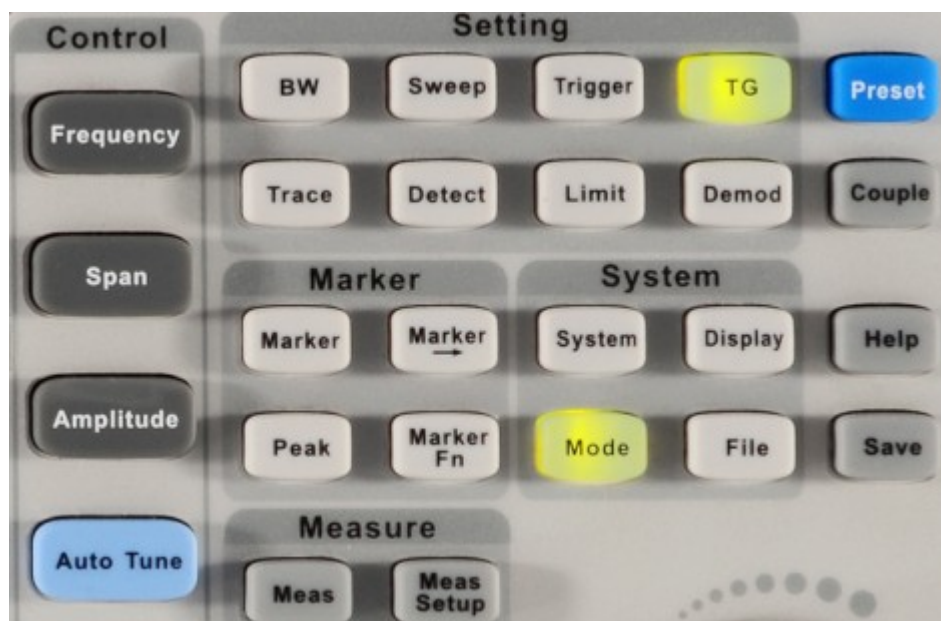 Control
Frequency
Span
Amplitude
Auto Tune
Setting
BW
Sweep
Trigger
TG
Trace
Detect
Limit
Demod
Marker
Marker
Marker
→
Peak
Marker
Fn
System
System
Display
Mode
File
Measure
Meas
Meas
Setup
Preset
Couple
Help
Save